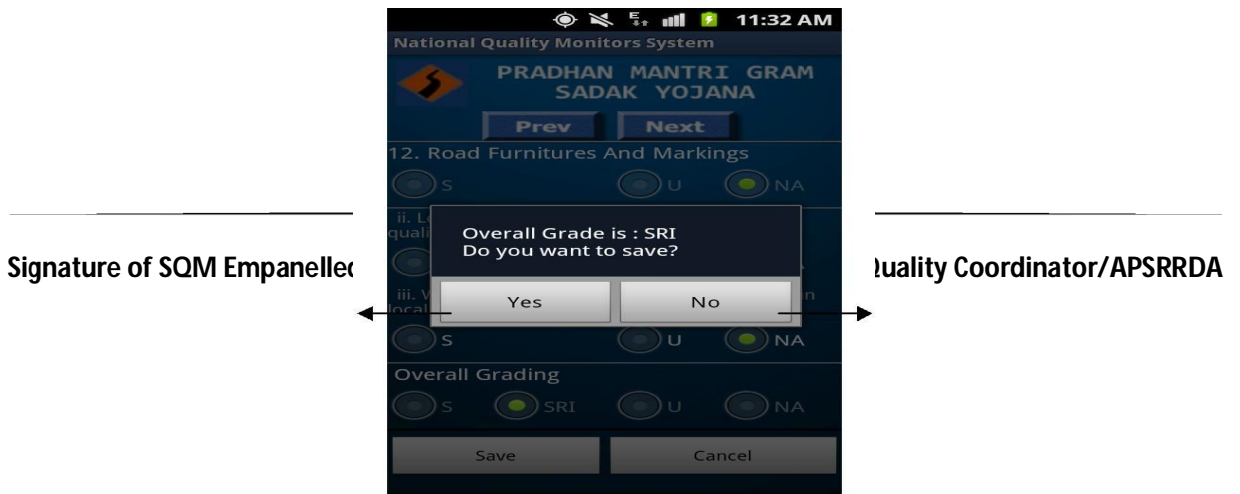 11:32 AM
National Quality Monitors System
PRADHAN MANTRI GRAM
SADAK YOJANA
Prev Next
12. Road Furnitures And Markings
S U NA
ii.
Overall Grade is : SRI
Do you want to save?
Signature of SQM Quality Coordinator/APSRRDA
iii.
Yes No
S U NA
Overall Grading
S SRI U NA
Save Cancel